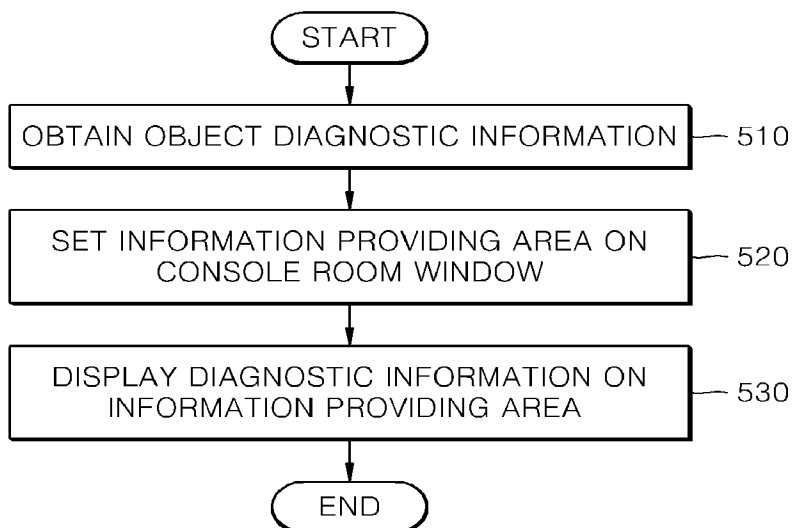 START
OBTAIN OBJECT DIAGNOSTIC INFORMATION
510
SET INFORMATION PROVIDING AREA ON
CONSOLE ROOM WINDOW
520
DISPLAY DIAGNOSTIC INFORMATION ON
INFORMATION PROVIDING AREA
530
END